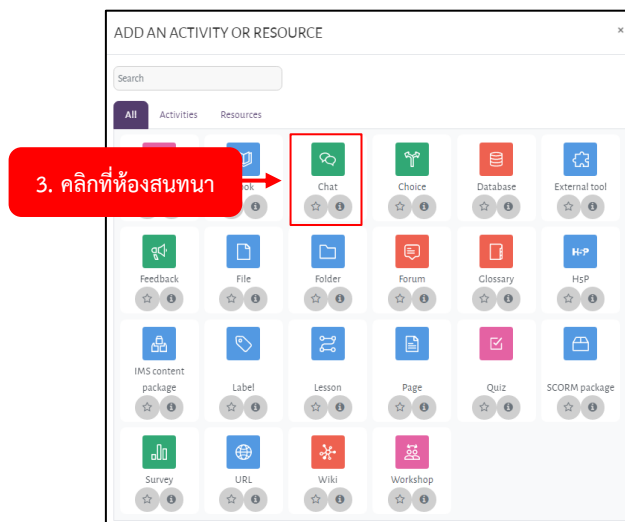 ADD AN ACTIVITY OR RESOURCE ×
Search
All Activities Resources
3. คลิกที่ห้องสนทนา
Chat Choice Database External tool
Feedback File Folder Forum Glossary H5P
H-P
IMS content
package Label Lesson Page Quiz SCORM package
Survey URL Wiki Workshop